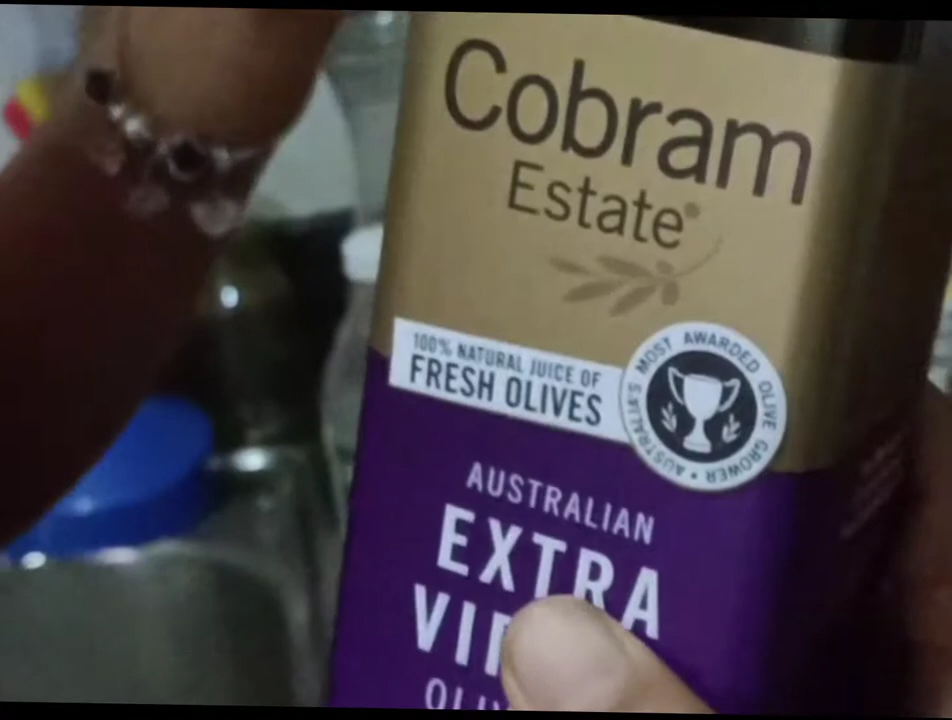 Cobram
Estate®
100% NATURAL JUICE OF
FRESH OLIVES
AUSTRALIA'S MOST AWARDED OLIVE GROWER •
AUSTRALIAN
EXTRA